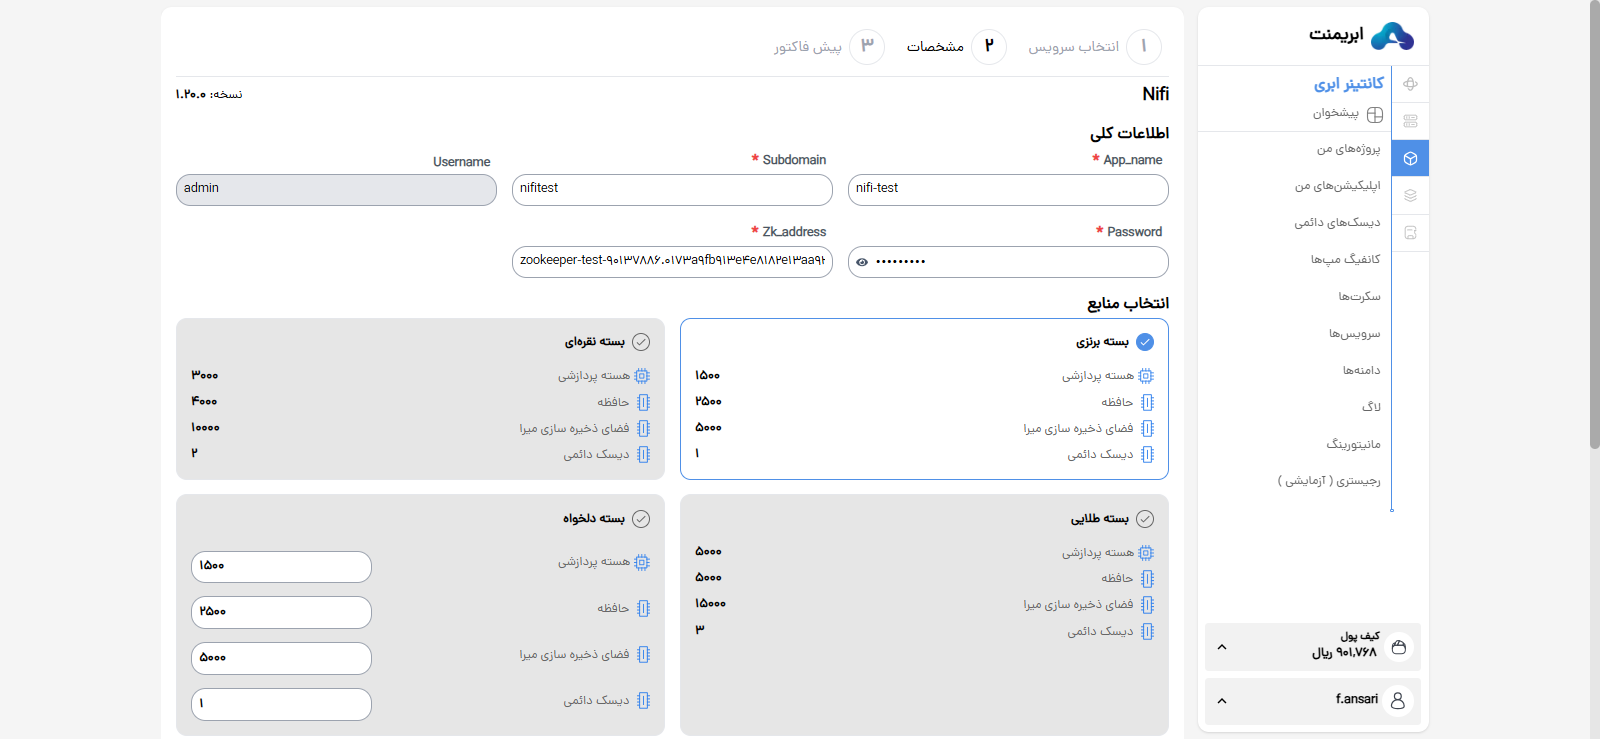 ابریمنت
کانتینر ابری
پیشخوان
پروژه‌های من
اپلیکیشن‌های من
دیسک‌های دائمی
کانفیگ مپ‌ها
سکرت‌ها
سرویس‌ها
دامنه‌ها
لاگ
مانیتورینگ
رجیستری ( آزمایشی )
کیف پول
۹۰۱,۷۶۸ ریال
f.ansari
۱ انتخاب سرویس ۲ مشخصات ۳ پیش فاکتور
Nifi
نسخه: ۱.۲۰.۰
اطلاعات کلی
App_name *
nifi-test
Subdomain *
nifitest
Username
admin
Password *
Zk_address *
zookeeper-test-۹۰۱۳۷۸۸۶.۰۱۷۳a۹fb۹۱۳e۴e۸۱۸۲e۱۳aa۹
انتخاب منابع
بسته برنزی
هسته پردازشی ۱۵۰۰
حافظه ۲۵۰۰
فضای ذخیره سازی میرا ۵۰۰۰
دیسک دائمی ۱
بسته نقره‌ای
هسته پردازشی ۳۰۰۰
حافظه ۴۰۰۰
فضای ذخیره سازی میرا ۱۰۰۰۰
دیسک دائمی ۲
بسته طلایی
هسته پردازشی ۵۰۰۰
حافظه ۵۰۰۰
فضای ذخیره سازی میرا ۱۵۰۰۰
دیسک دائمی ۳
بسته دلخواه
هسته پردازشی ۱۵۰۰
حافظه ۲۵۰۰
فضای ذخیره سازی میرا ۵۰۰۰
دیسک دائمی ۱